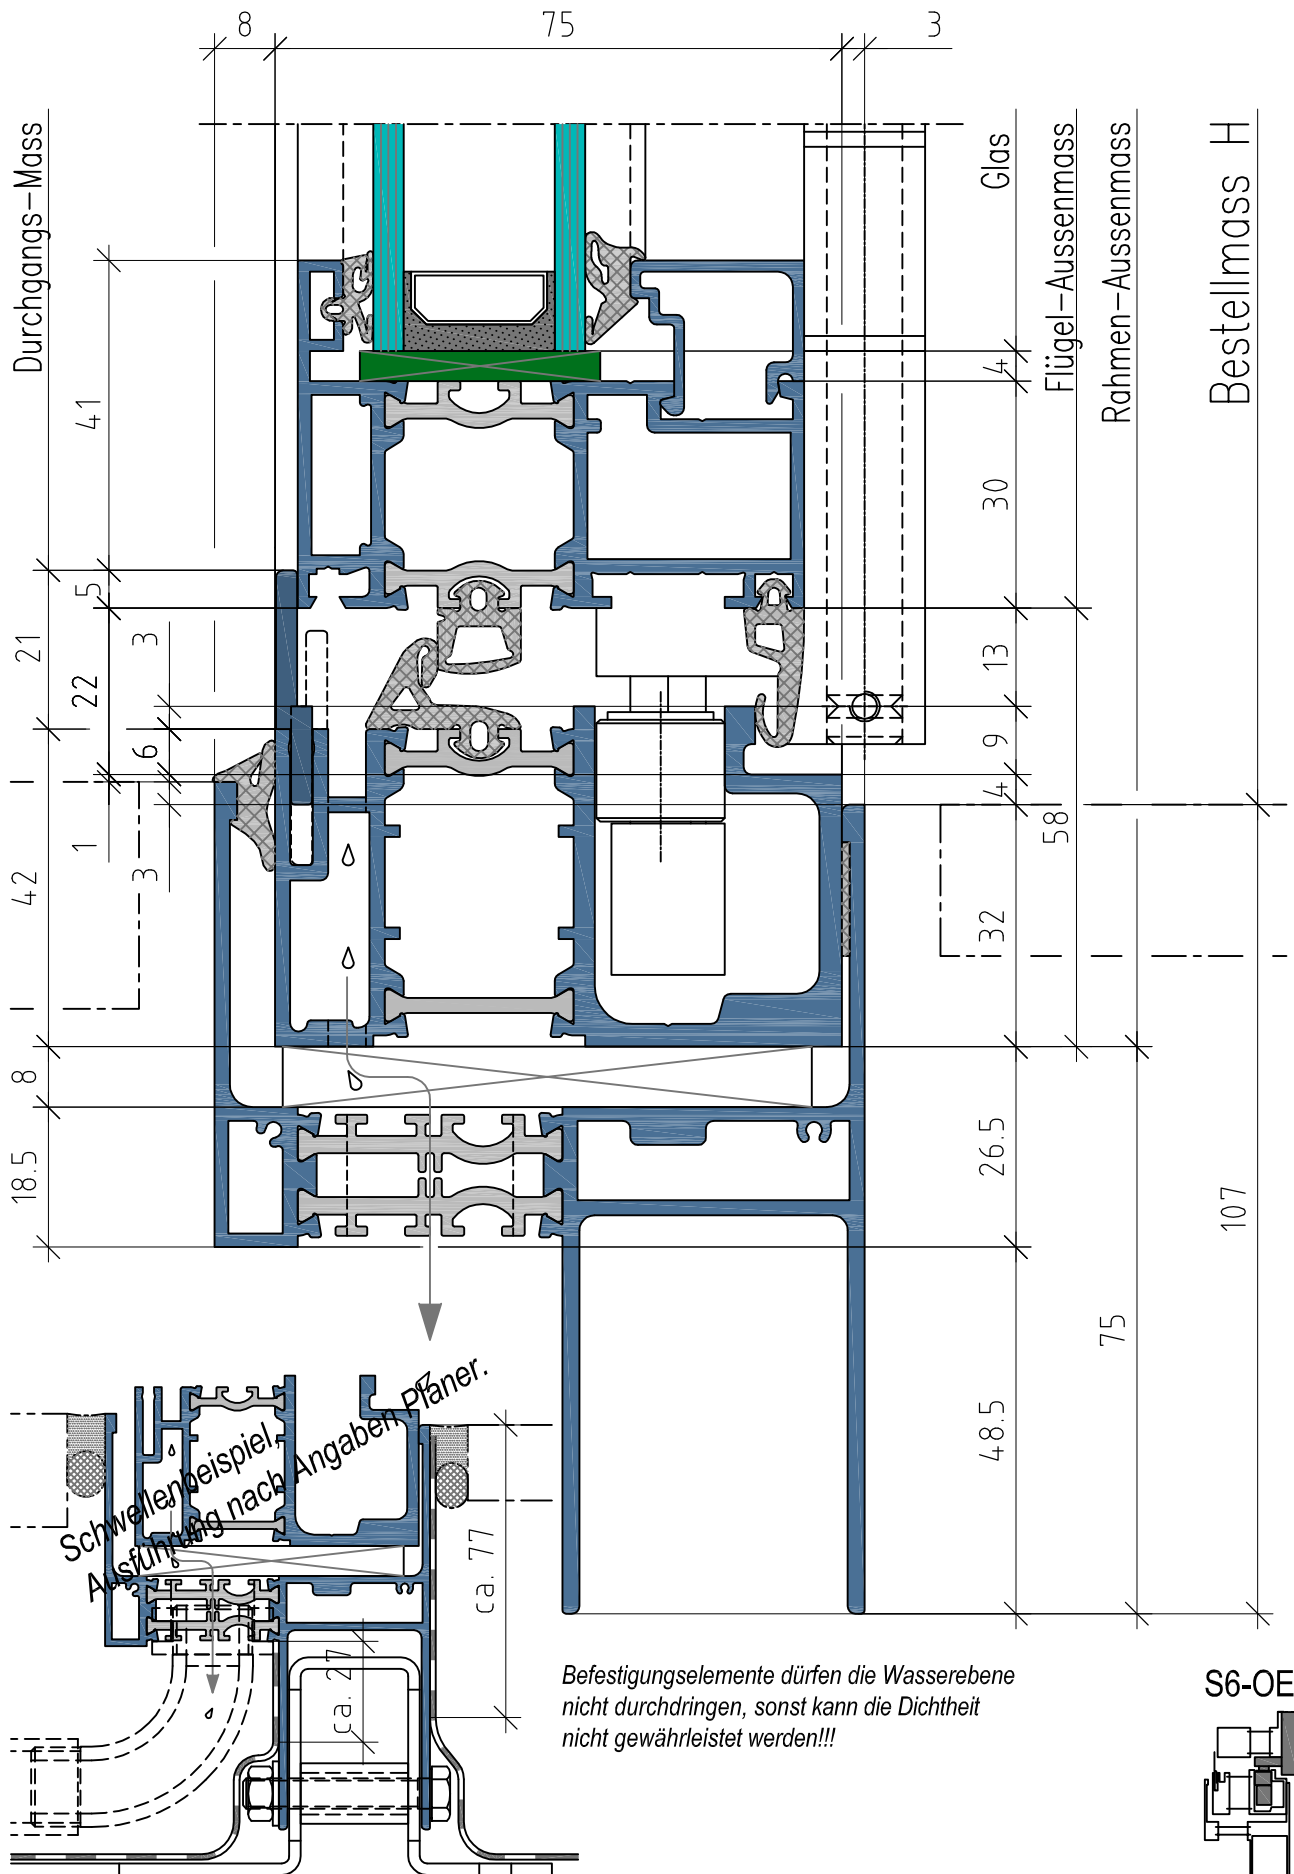 8
75
3
Durchgangs-Mass
Glas
Flügel-Aussenmass
Rahmen-Aussenmass
Bestellmass H
41
4
30
5
21
3
22
13
6
9
4
1
3
58
42
32
8
18.5
26.5
107
75
48.5
Schwellenbeispiel,
Ausführung nach Angaben Planer.
ca. 77
ca. 27
Befestigungselemente dürfen die Wasserebene
nicht durchdringen, sonst kann die Dichtheit
nicht gewährleistet werden!!!
S6-OE